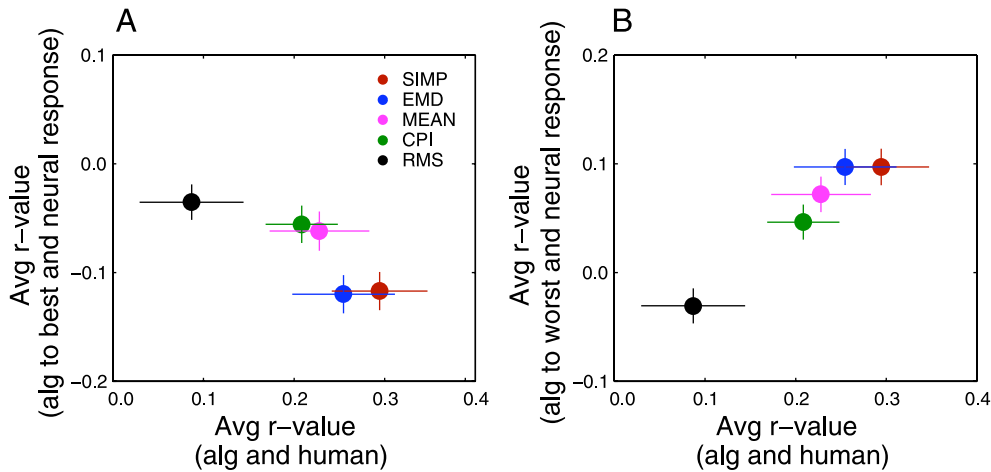 A
Avg r−value
(alg to best and neural response)
0.1
0.0
−0.1
−0.2
SIMP
EMD
MEAN
CPI
RMS
0.0 0.1 0.2 0.3 0.4
Avg r−value
(alg and human)
B
Avg r−value
(alg to worst and neural response)
0.2
0.1
0.0
−0.1
0.0 0.1 0.2 0.3 0.4
Avg r−value
(alg and human)